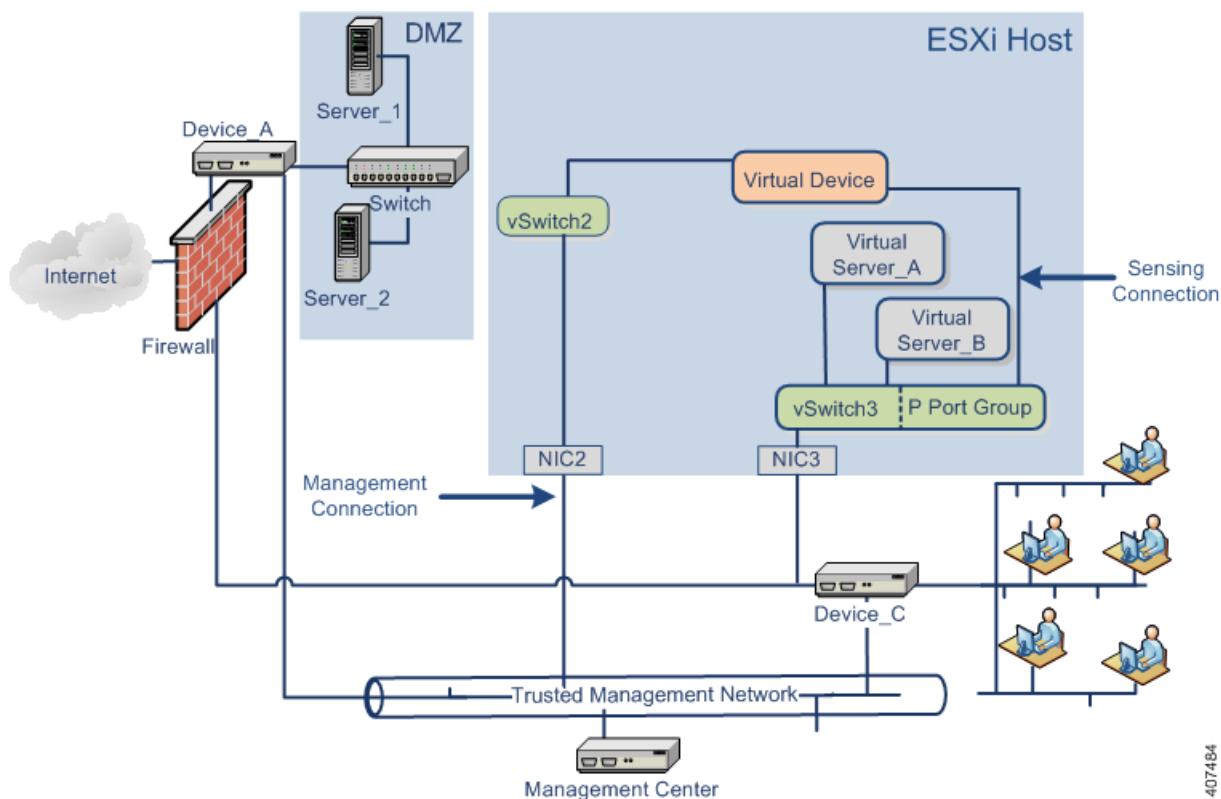 DMZ
ESXi Host
Server_1
Device_A
Virtual Device
Switch
vSwitch2
Virtual
Server_A
Internet
Sensing
Connection
Server_2
Virtual
Server_B
Firewall
vSwitch3
P Port Group
NIC2
NIC3
Management
Connection
Device_C
Trusted Management Network
Management Center
407484